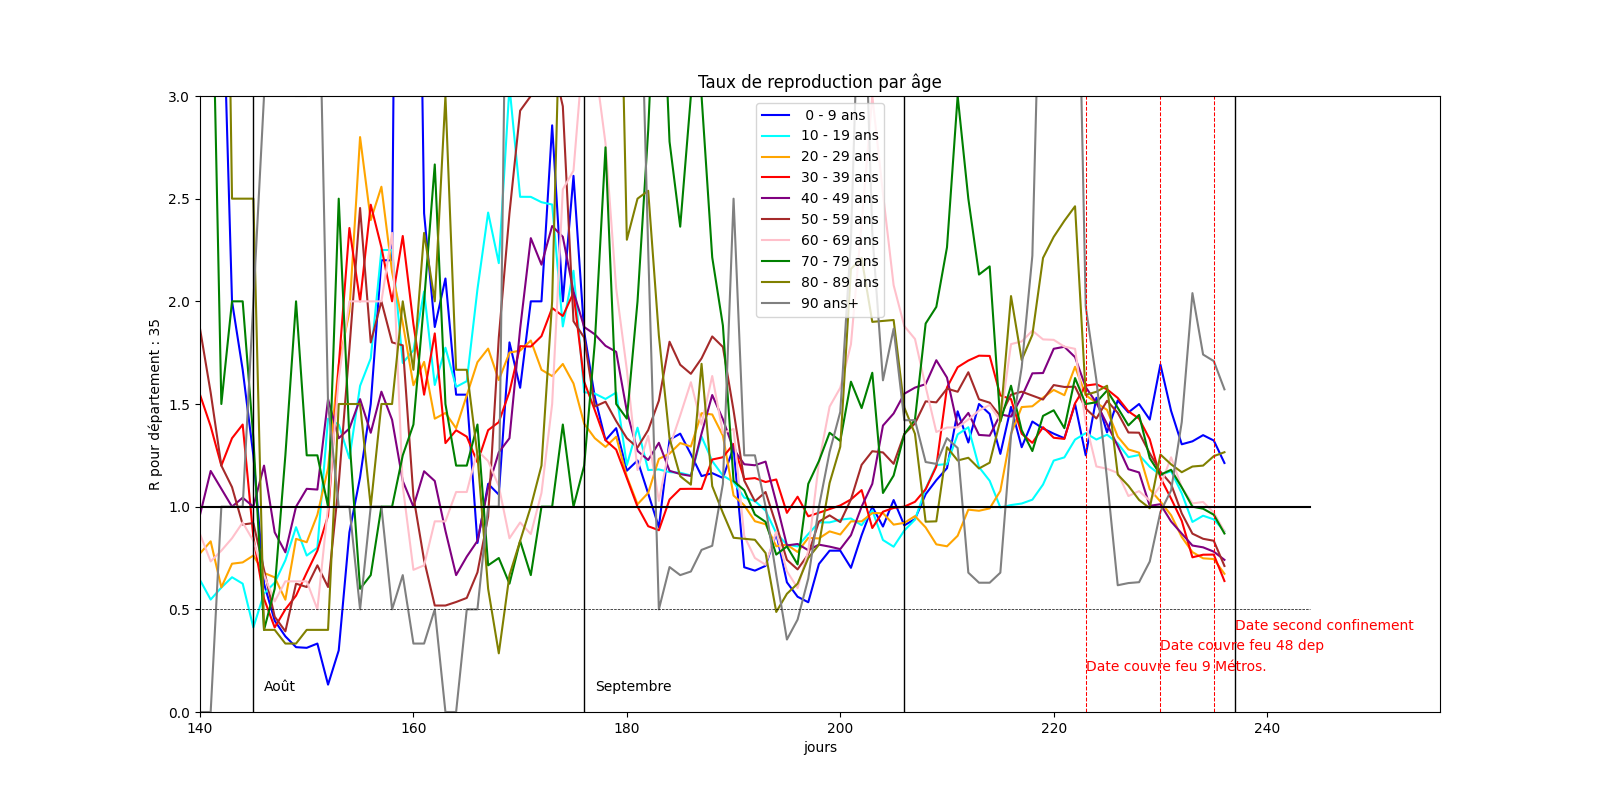 Taux de reproduction par âge
3.0
2.5
2.0
1.5
1.0
0.5
0.0
R pour département : 35
0 - 9 ans
10 - 19 ans
20 - 29 ans
30 - 39 ans
40 - 49 ans
50 - 59 ans
60 - 69 ans
70 - 79 ans
80 - 89 ans
90 ans+
Date second confinement
Date couvre feu 48 dep
Date couvre feu 9 Métros.
Août
Septembre
140
160
180
200
220
240
jours